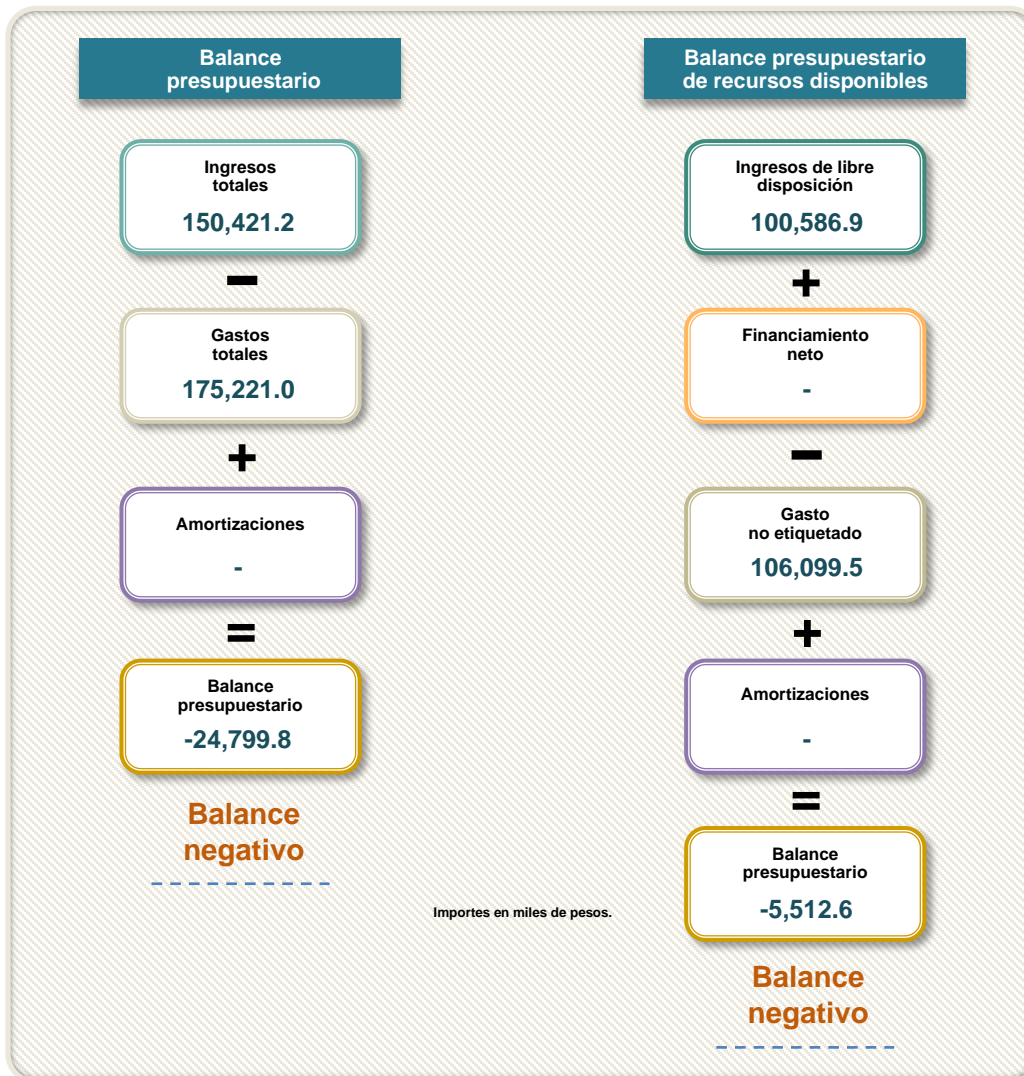 Balance
presupuestario
Ingresos
totales
150,421.2
−
Gastos
totales
175,221.0
+
Amortizaciones
-
=
Balance
presupuestario
-24,799.8
Balance
negativo
Balance presupuestario
de recursos disponibles
Ingresos de libre
disposición
100,586.9
+
Financiamiento
neto
-
−
Gasto
no etiquetado
106,099.5
+
Amortizaciones
-
=
Balance
presupuestario
-5,512.6
Balance
negativo
Importes en miles de pesos.